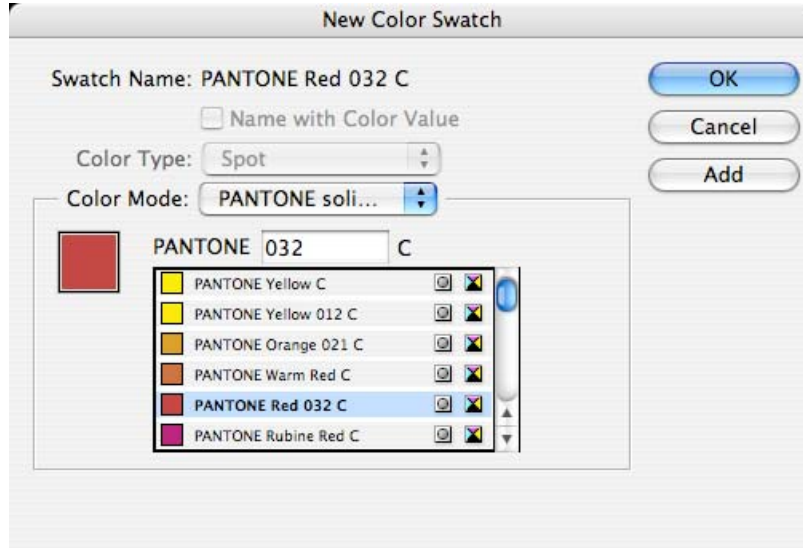 New Color Swatch
Swatch Name: PANTONE Red 032 C
OK
Name with Color Value
Cancel
Color Type: Spot
Add
Color Mode: PANTONE soli...
PANTONE 032 C
PANTONE Yellow C
PANTONE Yellow 012 C
PANTONE Orange 021 C
PANTONE Warm Red C
PANTONE Red 032 C
PANTONE Rubine Red C